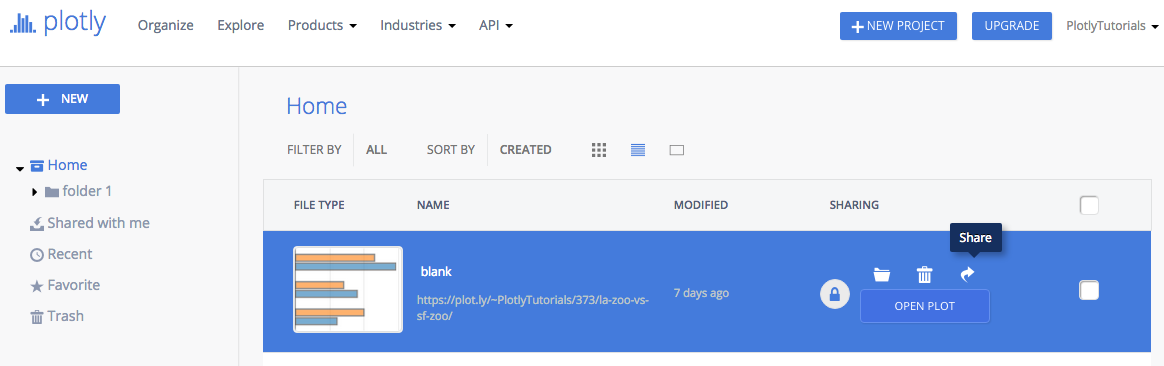 plotly Organize Explore Products Industries API NEW PROJECT UPGRADE PlotlyTutorials
NEW
Home
folder 1
Shared with me
Recent
Favorite
Trash
Home
FILTER BY ALL SORT BY CREATED
FILE TYPE NAME MODIFIED SHARING
Share
blank
https://plot.ly/~PlotlyTutorials/373/la-zoo-vs-
sf-zoo/
7 days ago
OPEN PLOT